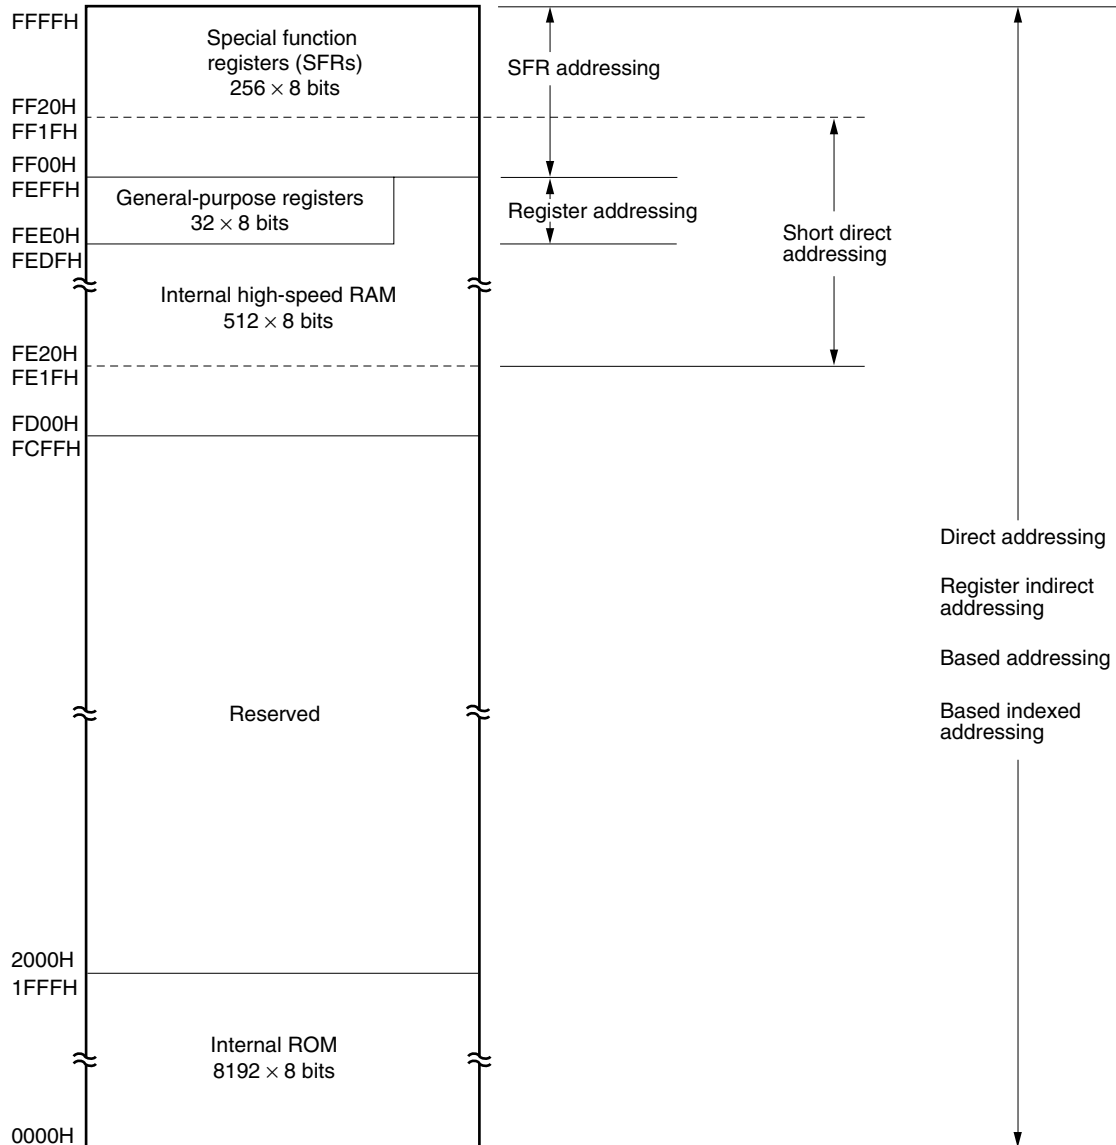 FFFFH
Special function
registers (SFRs)
256 × 8 bits
SFR addressing
FF20H
FF1FH
FF00H
FEFFH
General-purpose registers
32 × 8 bits
Register addressing
Short direct
addressing
FEE0H
FEDFH
Internal high-speed RAM
512 × 8 bits
FE20H
FE1FH
FD00H
FCFFH
Direct addressing
Register indirect
addressing
Based addressing
Based indexed
addressing
Reserved
2000H
1FFFH
Internal ROM
8192 × 8 bits
0000H